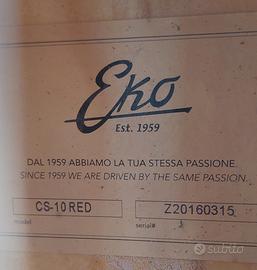 Eko
Est. 1959
DAL 1959 ABBIAMO LA TUA STESSA PASSIONE.
SINCE 1959 WE ARE DRIVEN BY THE SAME PASSION.
CS-10 RED Z20160315
model serial#
subito